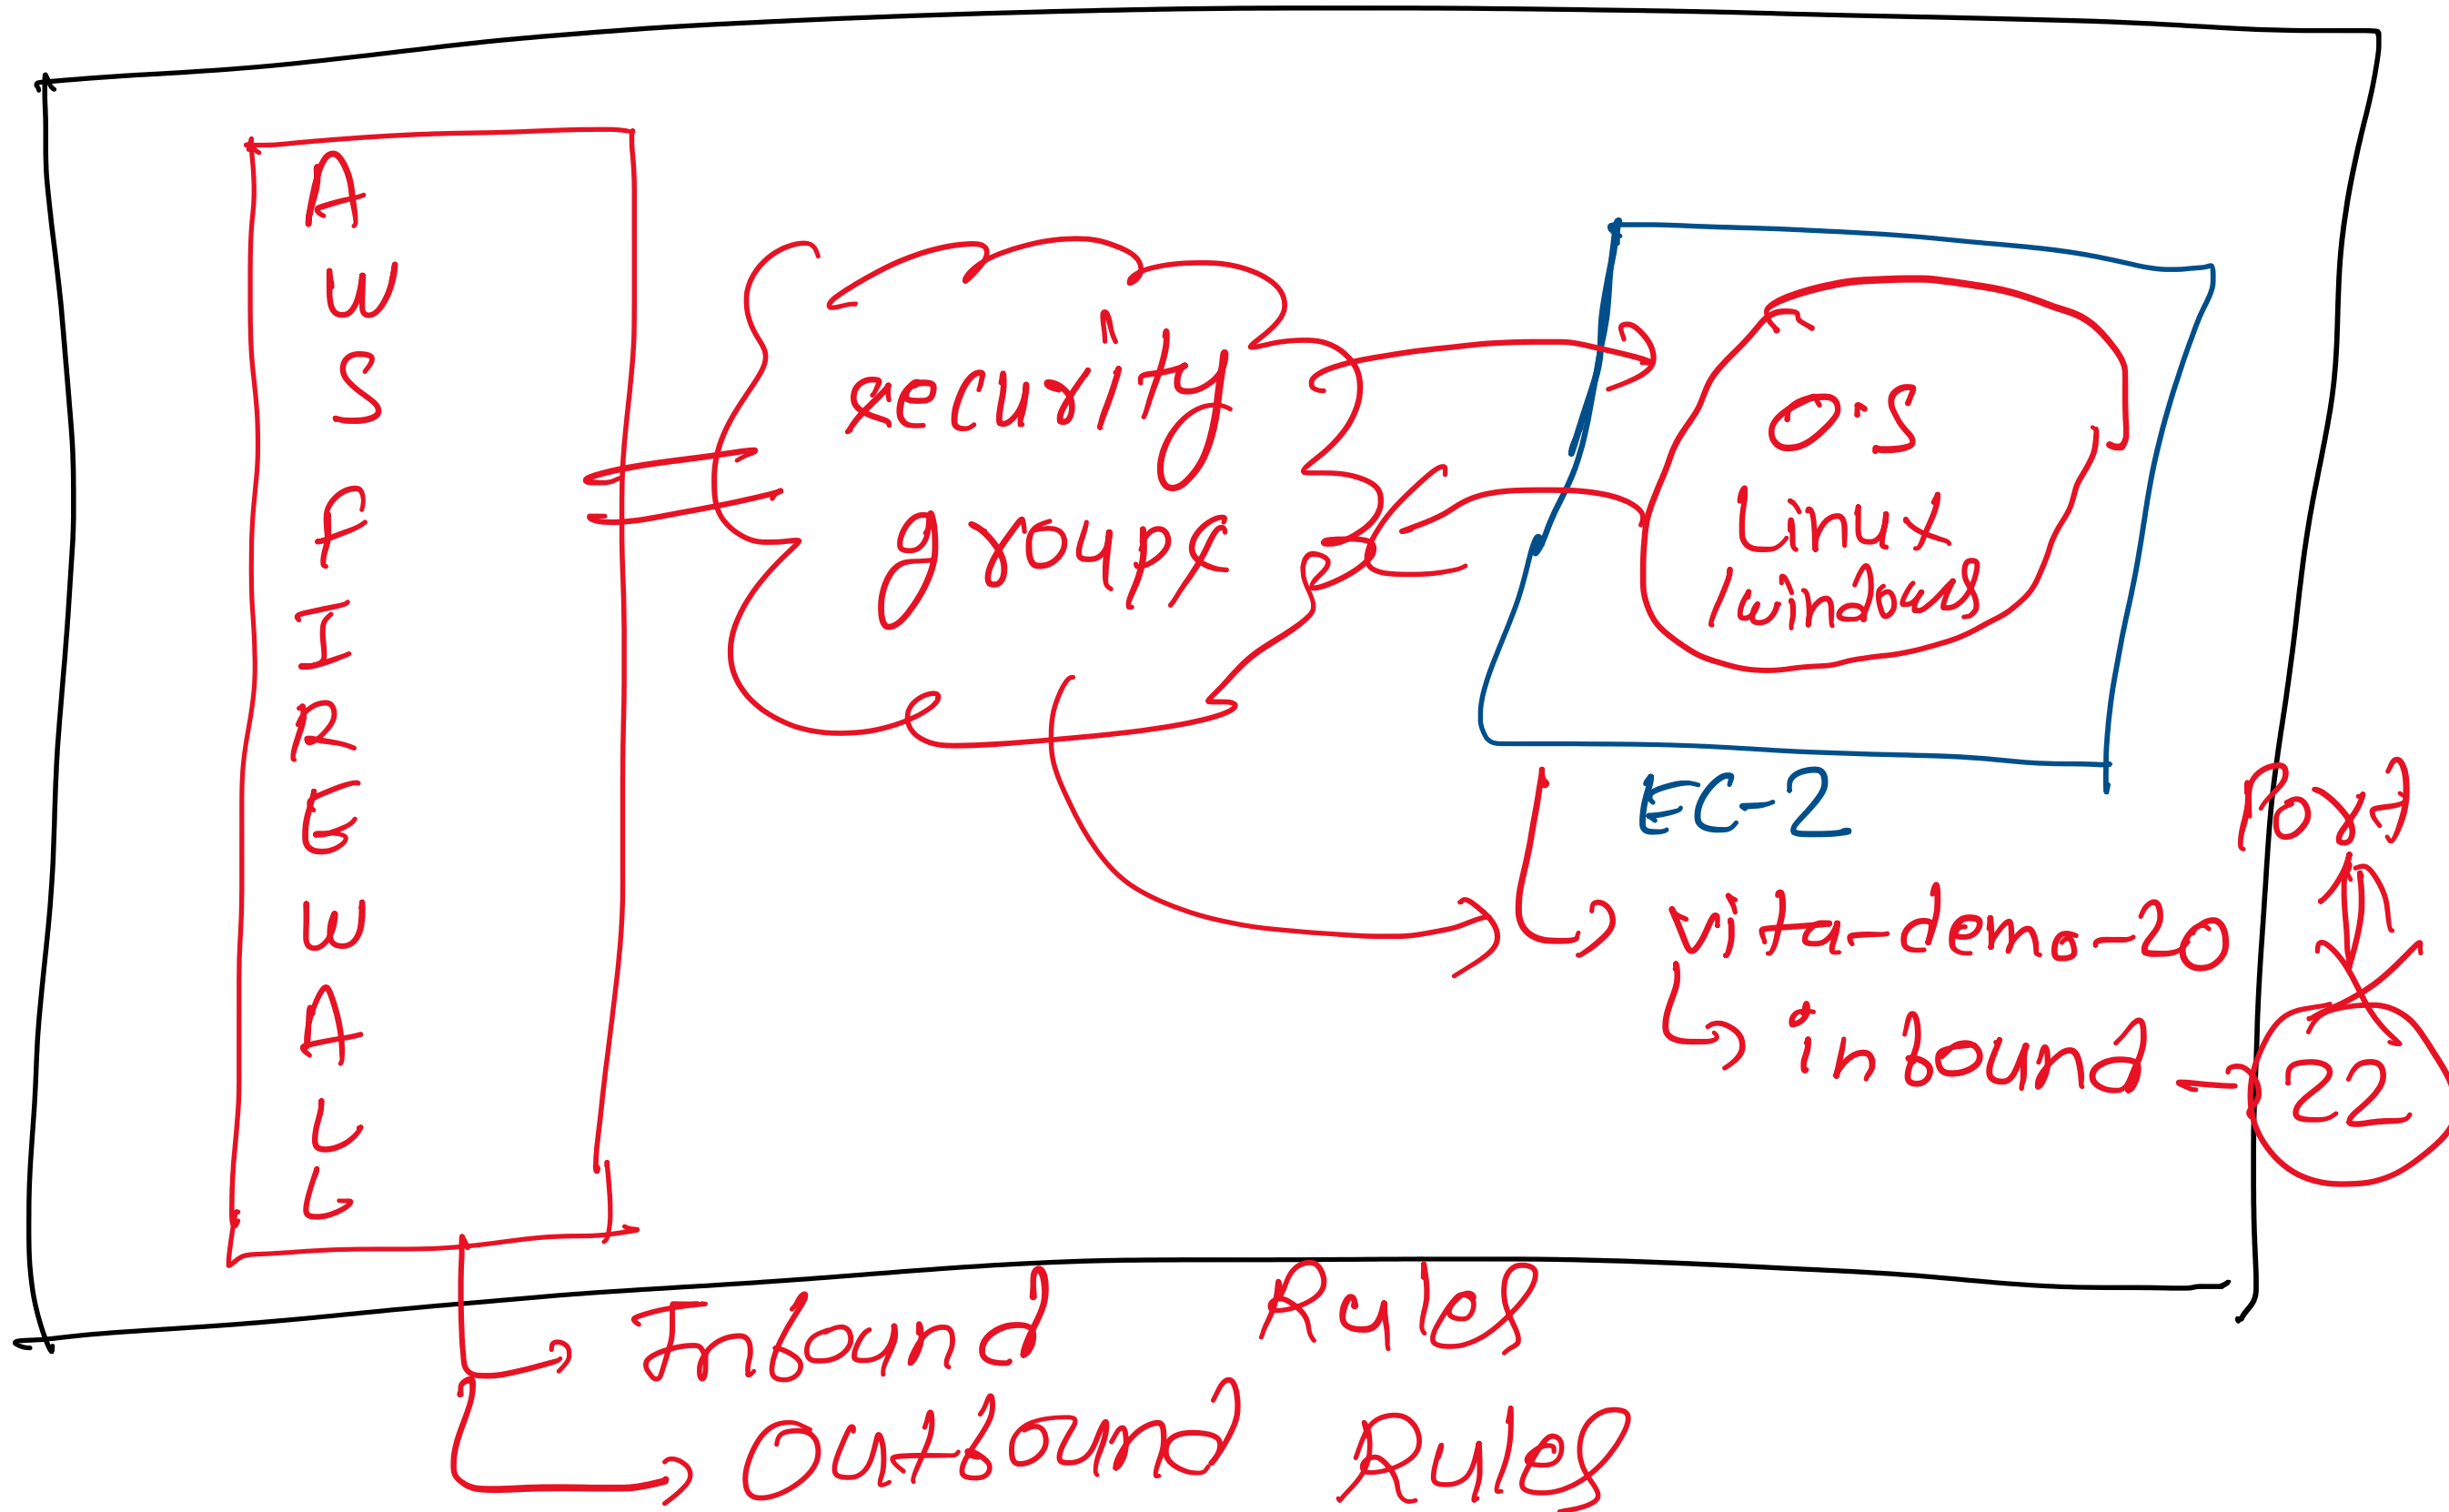 AWS FIREWALL
security
groups
O.S
Linux
/ windows
EC-2
Port
vita-demo-20
inbound - 22
Inbound Rules
Outbound Rules